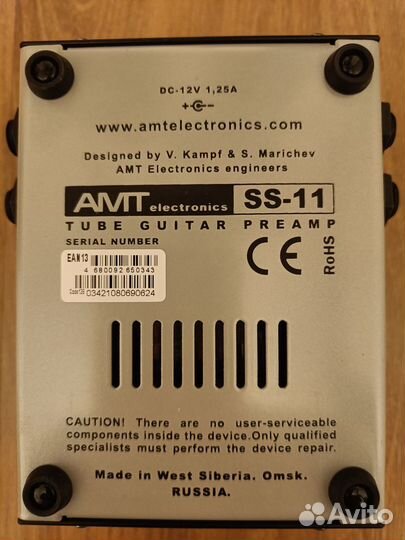 DC-12V 1,25A
+ -
www.amtelectronics.com
Designed by V. Kampf & S. Marichev
AMT Electronics engineers
AMT electronics SS-11
TUBE GUITAR PREAMP
SERIAL NUMBER
CE RoHS
EAN13
4 680092 650343
Code128
03421080690624
CAUTION! There are no user-serviceable
components inside the device.Only qualified
specialists must perform the device repair.
Made in West Siberia. Omsk.
RUSSIA.
Avito